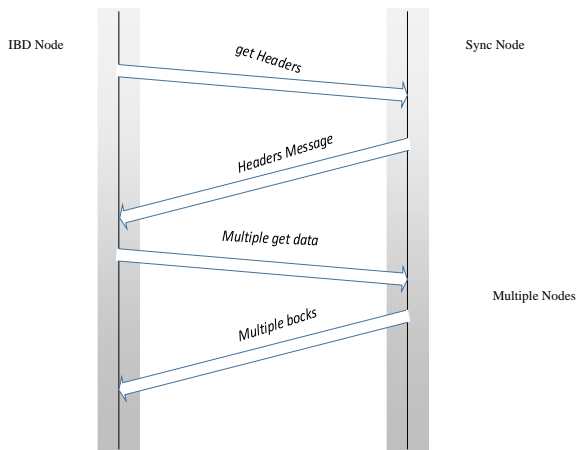 IBD Node
Sync Node
get Headers
Headers Message
Multiple get data
Multiple Nodes
Multiple bocks